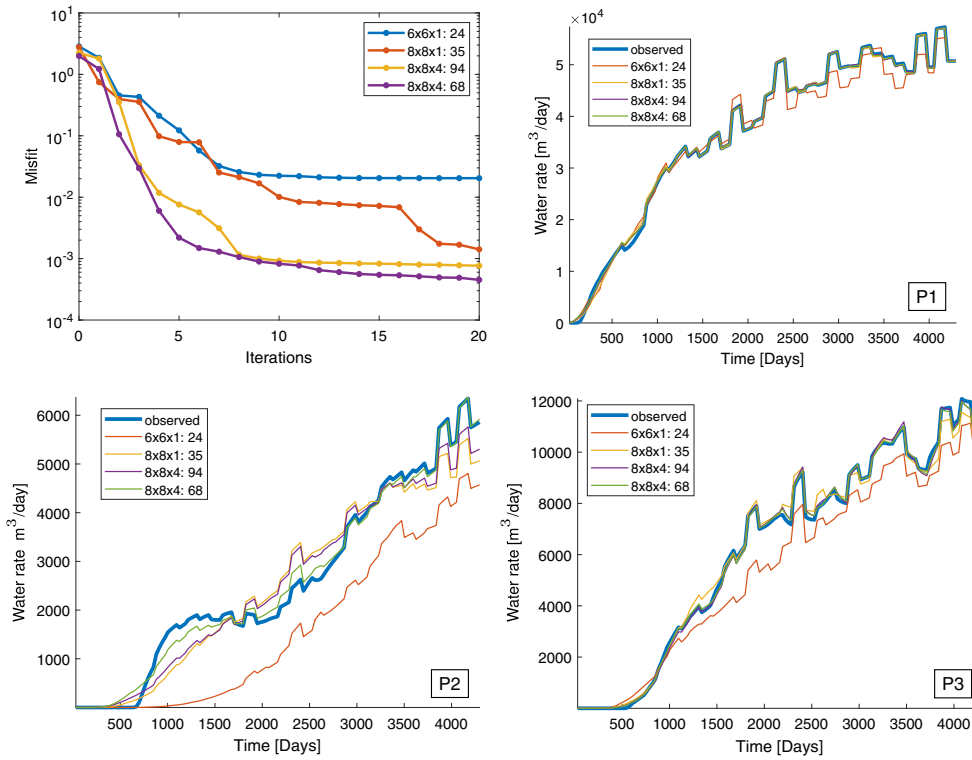 10^1
10^0
10^-1
10^-2
10^-3
10^-4
Misfit
0 5 10 15 20
Iterations
6x6x1: 24
8x8x1: 35
8x8x4: 94
8x8x4: 68
×10^4
5
4
3
2
1
0
Water rate [m^3/day]
500 1000 1500 2000 2500 3000 3500 4000
Time [Days]
observed
6x6x1: 24
8x8x1: 35
8x8x4: 94
8x8x4: 68
P1
6000
5000
4000
3000
2000
1000
Water rate m^3/day]
500 1000 1500 2000 2500 3000 3500 4000
Time [Days]
observed
6x6x1: 24
8x8x1: 35
8x8x4: 94
8x8x4: 68
P2
12000
10000
8000
6000
4000
2000
Water rate [m^3/day]
500 1000 1500 2000 2500 3000 3500 4000
Time [Days]
observed
6x6x1: 24
8x8x1: 35
8x8x4: 94
8x8x4: 68
P3